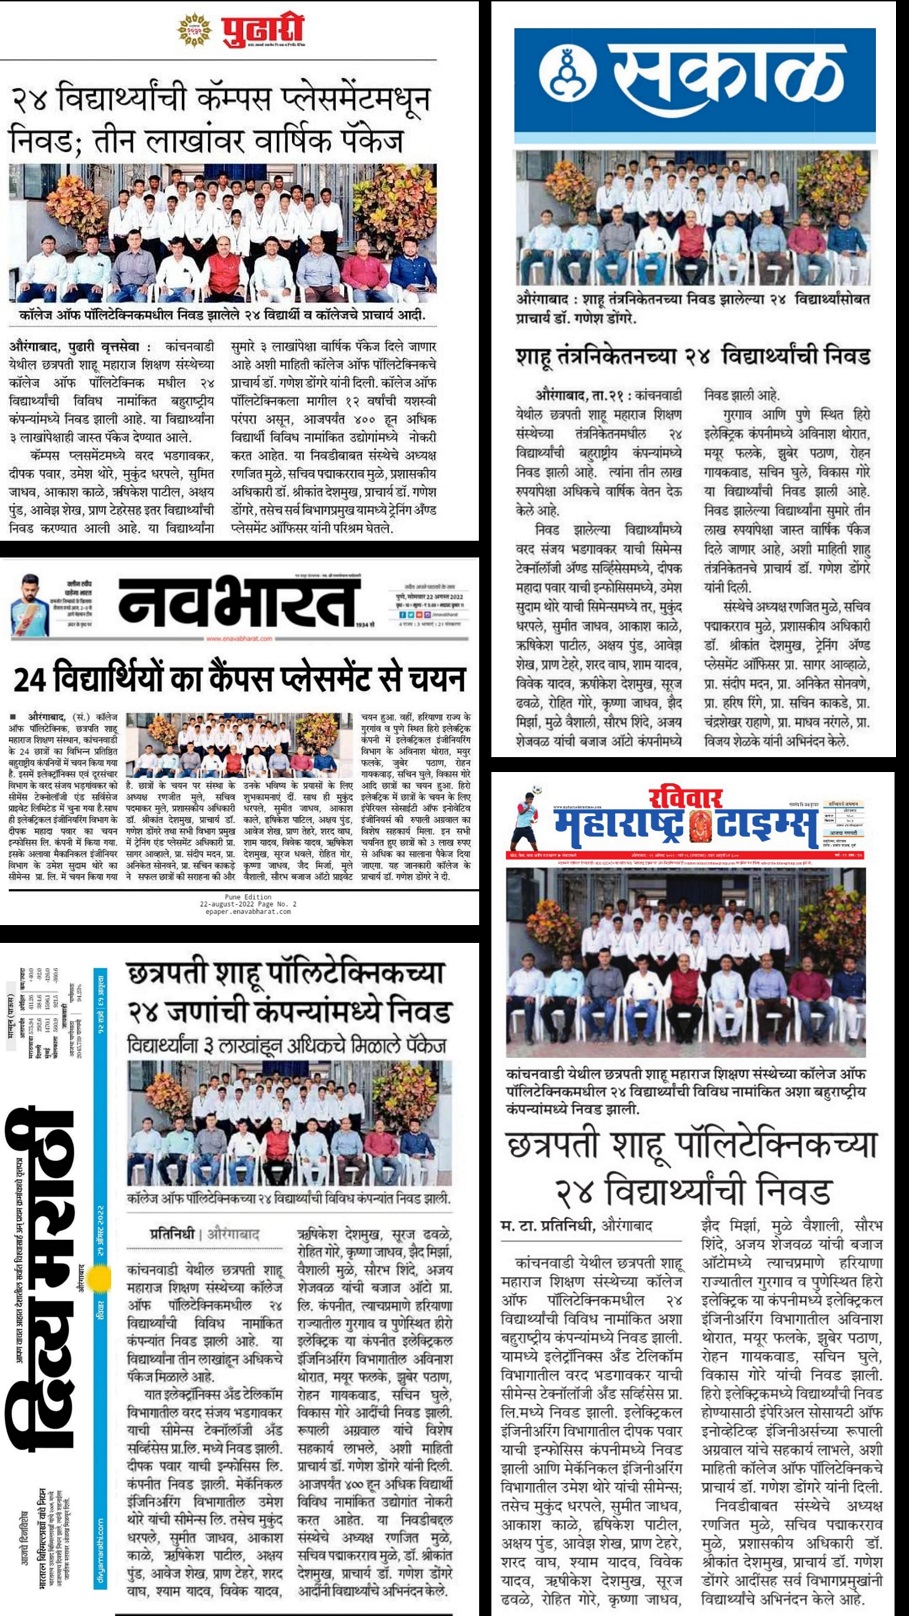 पुढारी
२४ विद्यार्थ्यांची कॅम्पस प्लेसमेंटमधून
निवड; तीन लाखांवर वार्षिक पॅकेज
कॉलेज ऑफ पॉलिटेक्निकमधील निवड झालेले २४ विद्यार्थी व कॉलेजचे प्राचार्य आदी.
औरंगाबाद, पुढारी वृत्तसेवा : कांचनवाडी
येथील छत्रपती शाहू महाराज शिक्षण संस्थेच्या
कॉलेज ऑफ पॉलिटेक्निक मधील २४
विद्यार्थ्यांची विविध नामांकित बहुराष्ट्रीय
कंपन्यांमध्ये निवड झाली आहे. या विद्यार्थ्यांना
३ लाखांपेक्षाही जास्त पॅकेज देण्यात आले.
कॅम्पस प्लेसमेंटमध्ये वरद भडगावकर,
दीपक पवार, उमेश थोरे, मुकुंद धरपले, सुमित
जाधव, आकाश काळे, ऋषिकेश पाटील, अक्षय
पुंड, आवेझ शेख, प्राण टेहरेसह इतर विद्यार्थ्यांची
निवड करण्यात आली आहे. या विद्यार्थ्यांना
सुमारे ३ लाखांपेक्षा वार्षिक पॅकेज दिले जाणार
आहे अशी माहिती कॉलेज ऑफ पॉलिटेक्निकचे
प्राचार्य डॉ. गणेश डोंगरे यांनी दिली. कॉलेज ऑफ
पॉलिटेक्निकला मागील १२ वर्षांची यशस्वी
परंपरा असून, आजपर्यंत ४०० हून अधिक
विद्यार्थी विविध नामांकित उद्योगांमध्ये नोकरी
करत आहेत. या निवडीबाबत संस्थेचे अध्यक्ष
रणजित मुळे, सचिव पद्माकरराव मुळे, प्रशासकीय
अधिकारी डॉ. श्रीकांत देशमुख, प्राचार्य डॉ. गणेश
डोंगरे, तसेच सर्व विभागप्रमुख यामध्ये ट्रेनिंग अँण्ड
प्लेसमेंट ऑफिसर यांनी परिश्रम घेतले.
सकाळ
औरंगाबाद : शाहू तंत्रनिकेतनच्या निवड झालेल्या २४ विद्यार्थ्यांसोबत
प्राचार्य डॉ. गणेश डोंगरे.
शाहू तंत्रनिकेतनच्या २४ विद्यार्थ्यांची निवड
औरंगाबाद, ता.२१ : कांचनवाडी
येथील छत्रपती शाहू महाराज शिक्षण
संस्थेच्या तंत्रनिकेतनमधील २४
विद्यार्थ्यांची बहुराष्ट्रीय कंपन्यांमध्ये
निवड झाली आहे. त्यांना तीन लाख
रुपयांपेक्षा अधिकचे वार्षिक वेतन देऊ
केले आहे.
निवड झालेल्या विद्यार्थ्यांमध्ये
वरद संजय भडगावकर याची सिमेन्स
टेक्नॉलॉजी ॲण्ड सर्व्हिसेसमध्ये, दीपक
महादा पवार याची इन्फोसिसमध्ये, उमेश
सुदाम थोरे याची सिमेन्समध्ये तर, मुकुंद
धरपले, सुमीत जाधव, आकाश काळे,
ऋषिकेश पाटील, अक्षय पुंड, आवेझ
शेख, प्राण टेहरे, शरद वाघ, शाम यादव,
विवेक यादव, ऋषीकेश देशमुख, सूरज
ढवळे, रोहित गोरे, कृष्णा जाधव, झैद
मिर्झा, मुळे वैशाली, सौरभ शिंदे, अजय
शेजवळ यांची बजाज ऑटो कंपनीमध्ये
निवड झाली आहे.
गुरगाव आणि पुणे स्थित हिरो
इलेक्ट्रिक कंपनीमध्ये अविनाश थोरात,
मयूर फलके, झुबेर पठाण, रोहन
गायकवाड, सचिन घुले, विकास गोरे
या विद्यार्थ्यांची निवड झाली आहे.
निवड झालेल्या विद्यार्थ्यांना सुमारे तीन
लाख रुपयांपेक्षा जास्त वार्षिक पॅकेज
दिले जाणार आहे, अशी माहिती शाहू
तंत्रनिकेतनचे प्राचार्य डॉ. गणेश डोंगरे
यांनी दिली.
संस्थेचे अध्यक्ष रणजित मुळे, सचिव
पद्माकरराव मुळे, प्रशासकीय अधिकारी
डॉ. श्रीकांत देशमुख, ट्रेनिंग ॲण्ड
प्लेसमेंट ऑफिसर प्रा. सागर आव्हाळे,
प्रा. संदीप मदन, प्रा. अनिकेत सोनवणे,
प्रा. हरिष रिंगे, प्रा. सचिन काकडे, प्रा.
चंद्रशेखर राहाणे, प्रा. माधव नरंगले, प्रा.
विजय शेळके यांनी अभिनंदन केले.
नवभारत
1934 से
पुणे, सोमवार 22 अगस्त 2022
www.enavabharat.com
24 विद्यार्थियों का कैंपस प्लेसमेंट से चयन
■ औरंगाबाद, (सं.) कॉलेज
ऑफ पॉलिटेक्निक, छत्रपति शाहू
महाराज शिक्षण संस्थान, कांचनवाडी
के 24 छात्रों का विभिन्न प्रतिष्ठित
बहुराष्ट्रीय कंपनियों में चयन किया गया
है. इसमें इलेक्ट्रॉनिक्स एवं दूरसंचार
विभाग के वरद संजय भड़गांवकर को
सीमेंस टेक्नोलॉजी एंड सर्विसेज
प्राइवेट लिमिटेड में चुना गया है.साथ
ही इलेक्ट्रिकल इंजीनियरिंग विभाग के
दीपक महादा पवार का चयन
इन्फोसिस लि. कंपनी में किया गया.
इसके अलावा मैकानिकल इंजीनियर
विभाग के उमेश सुदाम थोरे का
सीमेंस प्रा. लि. में चयन किया गया
है. छात्रों के चयन पर संस्था के
अध्यक्ष रणजीत मुले, सचिव
पदमाकर मुले, प्रशासकीय अधिकारी
डॉ. श्रीकांत देशमुख, प्राचार्य डॉ.
गणेश डोंगरे तथा सभी विभाग प्रमुख
में ट्रेनिंग एंड प्लेसमेंट अधिकारी प्रा.
सागर आव्हाले, प्रा. संदीप मदन, प्रा.
अनिकेत सोनवने, प्रा. सचिन काकडे
ने सफल छात्रों की सराहना की और
उनके भविष्य के प्रयासों के लिए
शुभकामनाएं दीं. साथ ही मुकुंद
धरपले, सुमीत जाधव, आकाश
काले, हृषिकेश पाटिल, अक्षय पुंड,
आवेज शेख, प्राण तेहरे, शरद वाघ,
शाम यादव, विवेक यादव, ऋषिकेश
देशमुख, सूरज धवले, रोहित गोर,
कृष्णा जाधव, जैद मिर्जा, मुले
वैशाली, सौरभ बजाज ऑटो प्राइवेट
चयन हुआ. वहीं, हरियाणा राज्य के
गुरगांव व पुणे स्थित हिरो इलेक्ट्रिक
कंपनी में इलेक्ट्रिकल इंजीनियरिंग
विभाग के अविनाश थोरात, मयुर
फलके, जुबेर पठाण, रोहन
गायकवाड़, सचिन घुले, विकास गोरे
आदि छात्रों का चयन हुआ. हिरो
इलेक्ट्रिक में छात्रों के चयन के लिए
इंपेरियल सोसाईटी ऑफ इनोवेटिव
इंजीनियर्स की रुपाली अग्रवाल का
विशेष सहकार्य मिला. इन सभी
चयनित हुए छात्रों को 3 लाख रुपए
से अधिक का सालाना पैकेज दिया
जाएगा. यह जानकारी कॉलेज के
प्राचार्य डॉ. गणेश डोंगरे ने दी.
Pune Edition
22-august-2022 Page No. 2
epaper.enavabharat.com
दिव्य मराठी
औरंगाबाद
रविवार २१ ऑगस्ट २०२२
divyamarathi.com
छत्रपती शाहू पॉलिटेक्निकच्या
२४ जणांची कंपन्यांमध्ये निवड
विद्यार्थ्यांना ३ लाखांहून अधिकचे मिळाले पॅकेज
कॉलेज ऑफ पॉलिटेक्निकच्या २४ विद्यार्थ्यांची विविध कंपन्यांत निवड झाली.
प्रतिनिधी | औरंगाबाद
कांचनवाडी येथील छत्रपती शाहू
महाराज शिक्षण संस्थेच्या कॉलेज
ऑफ पॉलिटेक्निकमधील २४
विद्यार्थ्यांची विविध नामांकित
कंपन्यांत निवड झाली आहे. या
विद्यार्थ्यांना तीन लाखांहून अधिकचे
पॅकेज मिळाले आहे.
यात इलेक्ट्रॉनिक्स अँड टेलिकॉम
विभागातील वरद संजय भडगावकर
याची सीमेन्स टेक्नॉलॉजी अँड
सर्व्हिसेस प्रा.लि. मध्ये निवड झाली.
दीपक पवार याची इन्फोसिस लि.
कंपनीत निवड झाली. मेकॅनिकल
इंजिनिअरिंग विभागातील उमेश
थोरे यांची सीमेन्स लि. तसेच मुकुंद
धरपले, सुमीत जाधव, आकाश
काळे, ऋषिकेश पाटील, अक्षय
पुंड, आवेज शेख, प्राण टेहरे, शरद
वाघ, श्याम यादव, विवेक यादव,
ऋषिकेश देशमुख, सूरज ढवळे,
रोहित गोरे, कृष्णा जाधव, झैद मिर्झा,
वैशाली मुळे, सौरभ शिंदे, अजय
शेजवळ यांची बजाज ऑटो प्रा.
लि. कंपनीत, त्याचप्रमाणे हरियाणा
राज्यातील गुरगाव व पुणेस्थीत हीरो
इलेक्ट्रिक या कंपनीत इलेक्ट्रिकल
इंजिनिअरिंग विभागातील अविनाश
थोरात, मयूर फलके, झुबेर पठाण,
रोहन गायकवाड, सचिन घुले,
विकास गोरे आदींची निवड झाली.
रूपाली अग्रवाल यांचे विशेष
सहकार्य लाभले, अशी माहिती
प्राचार्य डॉ. गणेश डोंगरे यांनी दिली.
आजपर्यंत ४०० हून अधिक विद्यार्थी
विविध नामांकित उद्योगांत नोकरी
करत आहेत. या निवडीबद्दल
संस्थेचे अध्यक्ष रणजित मुळे,
सचिव पद्माकरराव मुळे, डॉ. श्रीकांत
देशमुख, प्राचार्य डॉ. गणेश डोंगरे
आदींनी विद्यार्थ्यांचे अभिनंदन केले.
रविवार
महाराष्ट्र टाइम्स
कांचनवाडी येथील छत्रपती शाहू महाराज शिक्षण संस्थेच्या कॉलेज ऑफ
पॉलिटेक्निकमधील २४ विद्यार्थ्यांची विविध नामांकित अशा बहुराष्ट्रीय
कंपन्यांमध्ये निवड झाली.
छत्रपती शाहू पॉलिटेक्निकच्या
२४ विद्यार्थ्यांची निवड
म. टा. प्रतिनिधी, औरंगाबाद
कांचनवाडी येथील छत्रपती शाहू
महाराज शिक्षण संस्थेच्या कॉलेज
ऑफ पॉलिटेक्निकमधील २४
विद्यार्थ्यांची विविध नामांकित अशा
बहुराष्ट्रीय कंपन्यांमध्ये निवड झाली.
यामध्ये इलेट्रॉनिक्स अँड टेलिकॉम
विभागातील वरद भडगावकर याची
सीमेन्स टेक्नॉलॉजी अँड सर्व्हिसेस प्रा.
लि.मध्ये निवड झाली. इलेक्ट्रिकल
इंजिनीअरिंग विभागातील दीपक पवार
याची इन्फोसिस कंपनीमध्ये निवड
झाली आणि मेकॅनिकल इंजिनीअरिंग
विभागातील उमेश थोरे यांची सीमेन्स;
तसेच मुकुंद धरपले, सुमीत जाधव,
आकाश काळे, हृषिकेश पाटील,
अक्षय पुंड, आवेझ शेख, प्राण टेहरे,
शरद वाघ, श्याम यादव, विवेक
यादव, ऋषीकेश देशमुख, सूरज
ढवळे, रोहित गोरे, कृष्णा जाधव,
झैद मिर्झा, मुळे वैशाली, सौरभ
शिंदे, अजय शेजवळ यांची बजाज
ऑटोमध्ये त्याचप्रमाणे हरियाणा
राज्यातील गुरगाव व पुणेस्थित हिरो
इलेक्ट्रिक या कंपनीमध्ये इलेक्ट्रिकल
इंजिनीअरिंग विभागातील अविनाश
थोरात, मयूर फलके, झुबेर पठाण,
रोहन गायकवाड, सचिन घुले,
विकास गोरे यांची निवड झाली.
हिरो इलेक्ट्रिकमध्ये विद्यार्थ्यांची निवड
होण्यासाठी इंपेरिअल सोसायटी ऑफ
इनोव्हेटिव्ह इंजीनिअर्सच्या रूपाली
अग्रवाल यांचे सहकार्य लाभले, अशी
माहिती कॉलेज ऑफ पॉलिटेक्निकचे
प्राचार्य डॉ. गणेश डोंगरे यांनी दिली.
निवडीबाबत संस्थेचे अध्यक्ष
रणजित मुळे, सचिव पद्माकरराव
मुळे, प्रशासकीय अधिकारी डॉ.
श्रीकांत देशमुख, प्राचार्य डॉ. गणेश
डोंगरे आदिंसह सर्व विभागप्रमुखांनी
विद्यार्थ्यांचे अभिनंदन केले आहे.